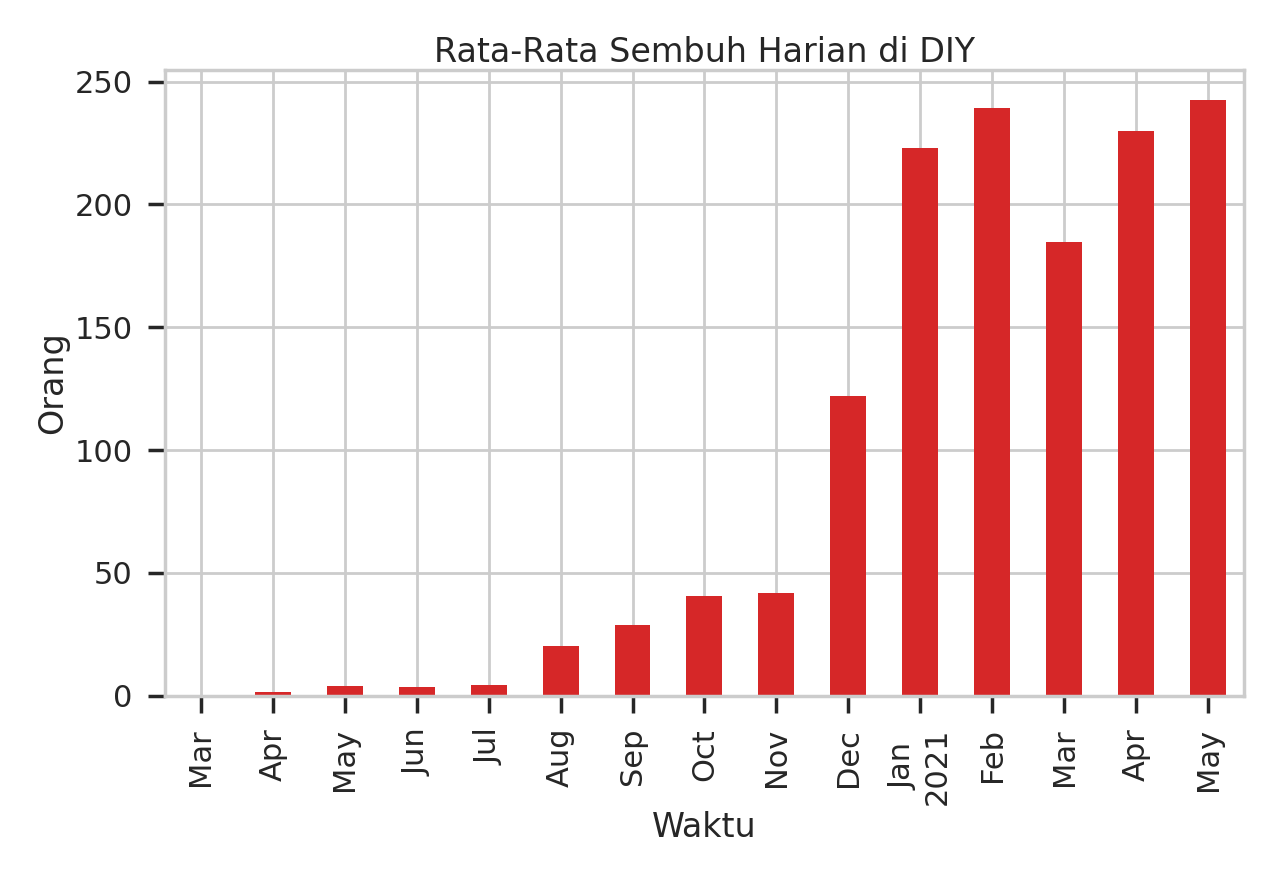 Rata-Rata Sembuh Harian di DIY
Orang
250
200
150
100
50
0
Mar
Apr
May
Jun
Jul
Aug
Sep
Oct
Nov
Dec
Jan
2021
Feb
Mar
Apr
May
Waktu